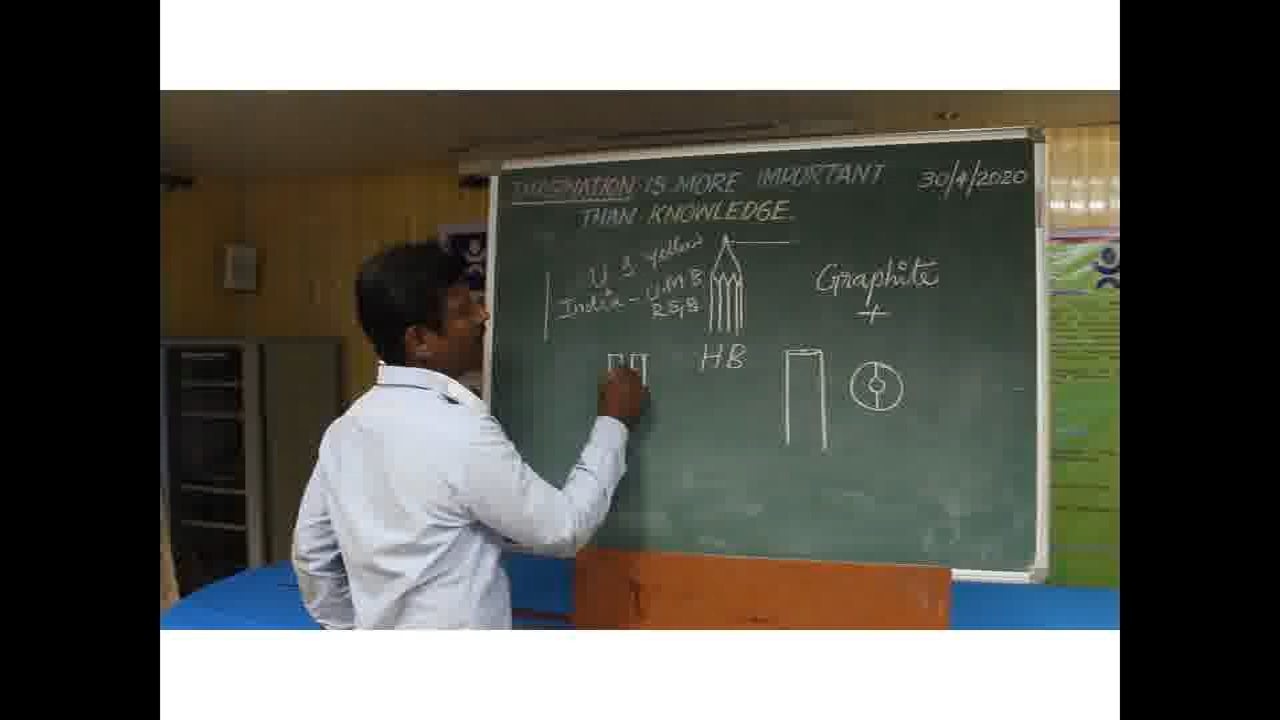 IMAGINATION IS MORE IMPORTANT
THAN KNOWLEDGE.
30/4/2020
U S yellow
India - U.M B
Graphite
+
HB